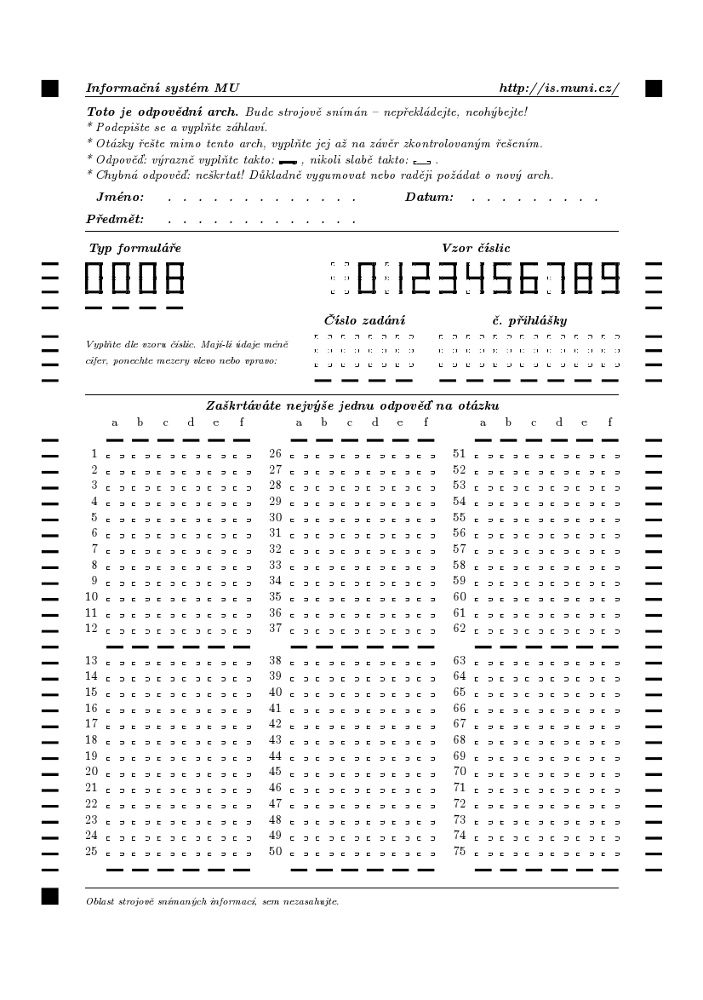 Informační systém MU http://is.muni.cz/
Toto je odpovědní arch. Bude strojově snímán – nepřekládejte, neohýbejte!
* Podepište se a vyplňte záhlaví.
* Otázky řešte mimo tento arch, vyplňte jej až na závěr zkontrolovaným řešením.
* Odpověď: výrazně vyplňte takto: , nikoli slabě takto: .
* Chybná odpověď: neškrtat! Důkladně vygumovat nebo raději požádat o nový arch.
Jméno: . . . . . . . . . . . . . Datum: . . . . . . . . .
Předmět: . . . . . . . . . . . . .
Typ formuláře Vzor číslic
0008 0123456789
Číslo zadání č. přihlášky
Vyplňte dle vzoru číslic. Mají-li údaje méně
cifer, ponechte mezery vlevo nebo vpravo:
Zaškrtáváte nejvýše jednu odpověď na otázku
a b c d e f a b c d e f a b c d e f
1 26 51
2 27 52
3 28 53
4 29 54
5 30 55
6 31 56
7 32 57
8 33 58
9 34 59
10 35 60
11 36 61
12 37 62
13 38 63
14 39 64
15 40 65
16 41 66
17 42 67
18 43 68
19 44 69
20 45 70
21 46 71
22 47 72
23 48 73
24 49 74
25 50 75
Oblast strojově snímaných informací, sem nezasahujte.